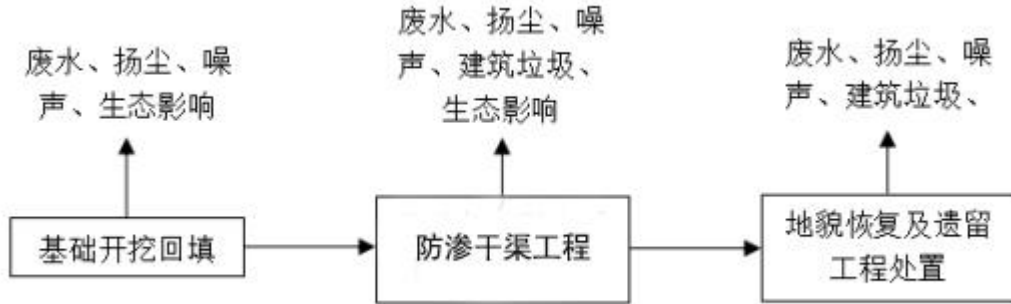 废水、扬尘、噪
声、生态影响
废水、扬尘、噪
声、建筑垃圾、
生态影响
废水、扬尘、噪
声、建筑垃圾、
基础开挖回填
防渗干渠工程
地貌恢复及遗留
工程处置